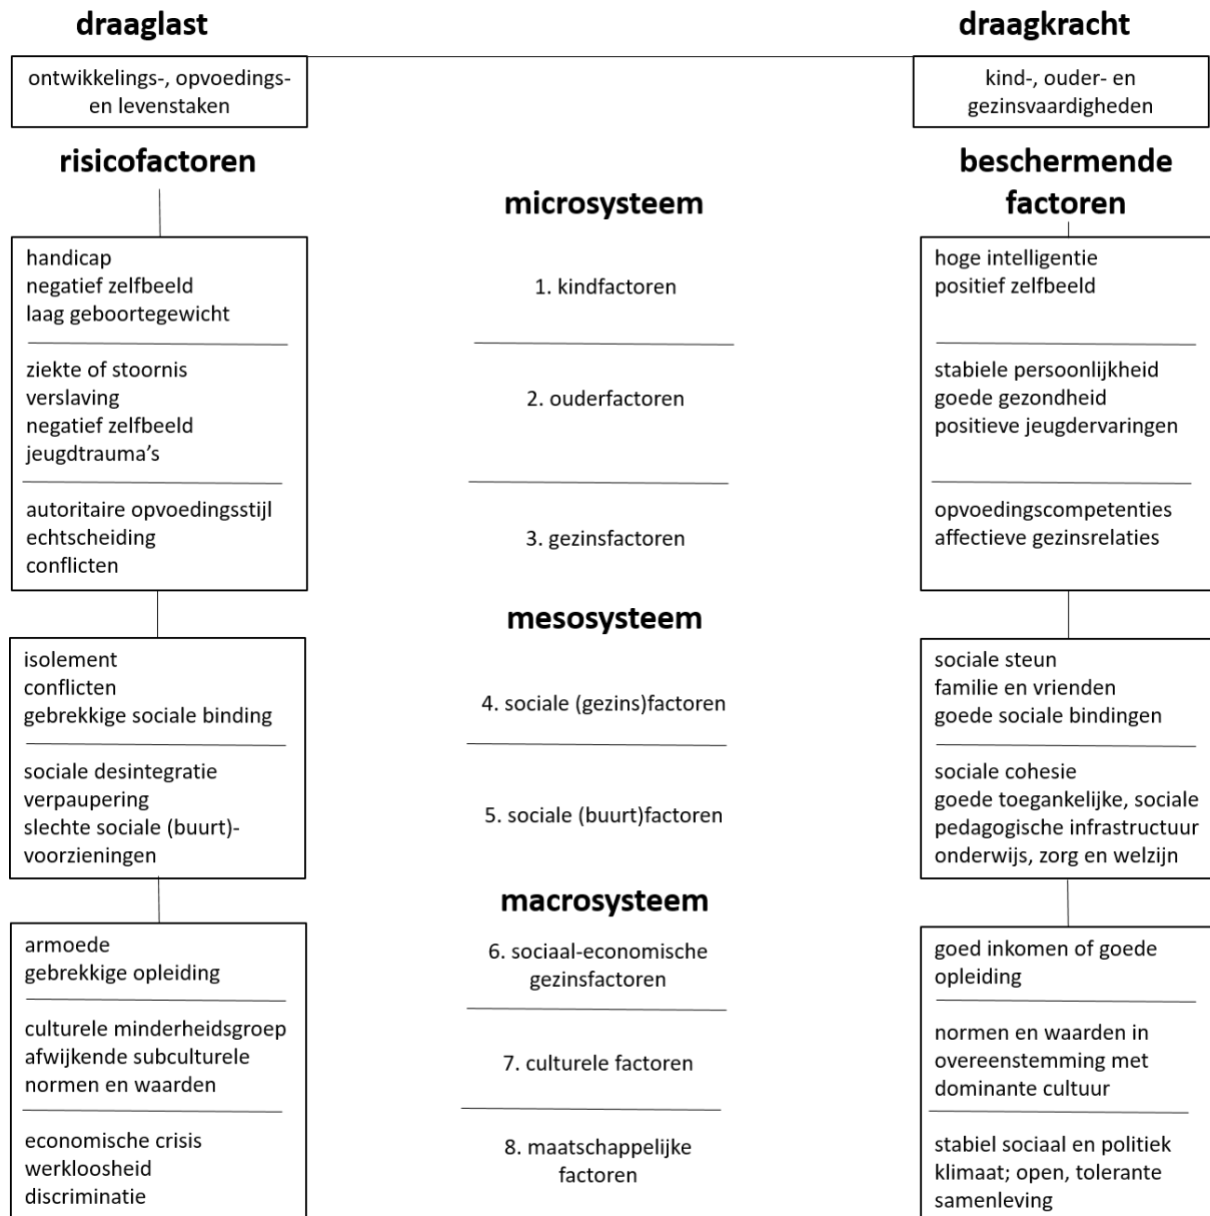 draaglast
draagkracht
ontwikkelings-, opvoedings-
en levenstaken
kind-, ouder- en
gezinsvaardigheden
risicofactoren
microsysteem
beschermende
factoren
handicap
negatief zelfbeeld
laag geboortegewicht
1. kindfactoren
hoge intelligentie
positief zelfbeeld
ziekte of stoornis
verslaving
negatief zelfbeeld
jeugdtrauma’s
2. ouderfactoren
stabiele persoonlijkheid
goede gezondheid
positieve jeugdervaringen
autoritaire opvoedingsstijl
echtscheiding
conflicten
3. gezinsfactoren
opvoedingscompetenties
affectieve gezinsrelaties
mesosysteem
isolement
conflicten
gebrekkige sociale binding
4. sociale (gezins)factoren
sociale steun
familie en vrienden
goede sociale bindingen
sociale desintegratie
verpaupering
slechte sociale (buurt)-
voorzieningen
5. sociale (buurt)factoren
sociale cohesie
goede toegankelijke, sociale
pedagogische infrastructuur
onderwijs, zorg en welzijn
macrosysteem
armoede
gebrekkige opleiding
6. sociaal-economische
gezinsfactoren
goed inkomen of goede
opleiding
culturele minderheidsgroep
afwijkende subculturele
normen en waarden
7. culturele factoren
normen en waarden in
overeenstemming met
dominante cultuur
economische crisis
werkloosheid
discriminatie
8. maatschappelijke
factoren
stabiel sociaal en politiek
klimaat; open, tolerante
samenleving